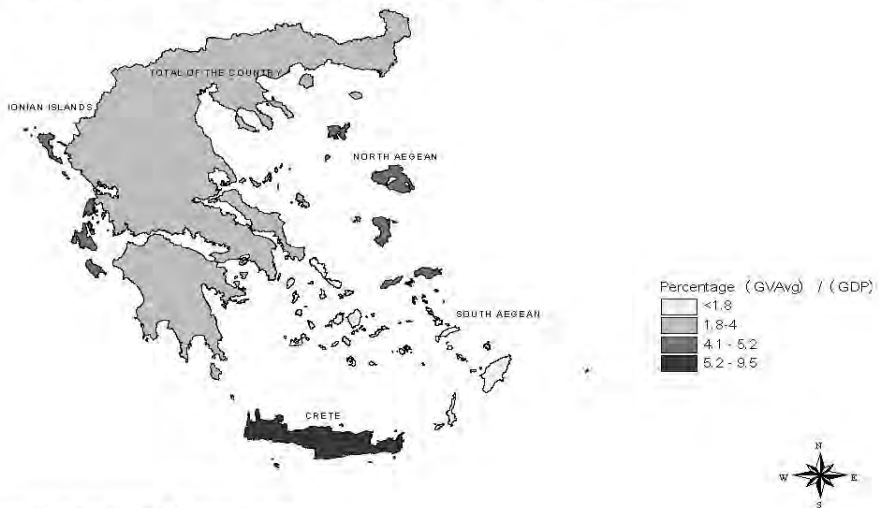 TOTAL OF THE COUNTRY
IONIAN ISLANDS
NORTH AEGEAN
SOUTH AEGEAN
CRETE
Percentage (GVAvg) / (GDP)
<1.8
1.8-4
4.1 - 5.2
5.2 - 9.5
N
W E
S